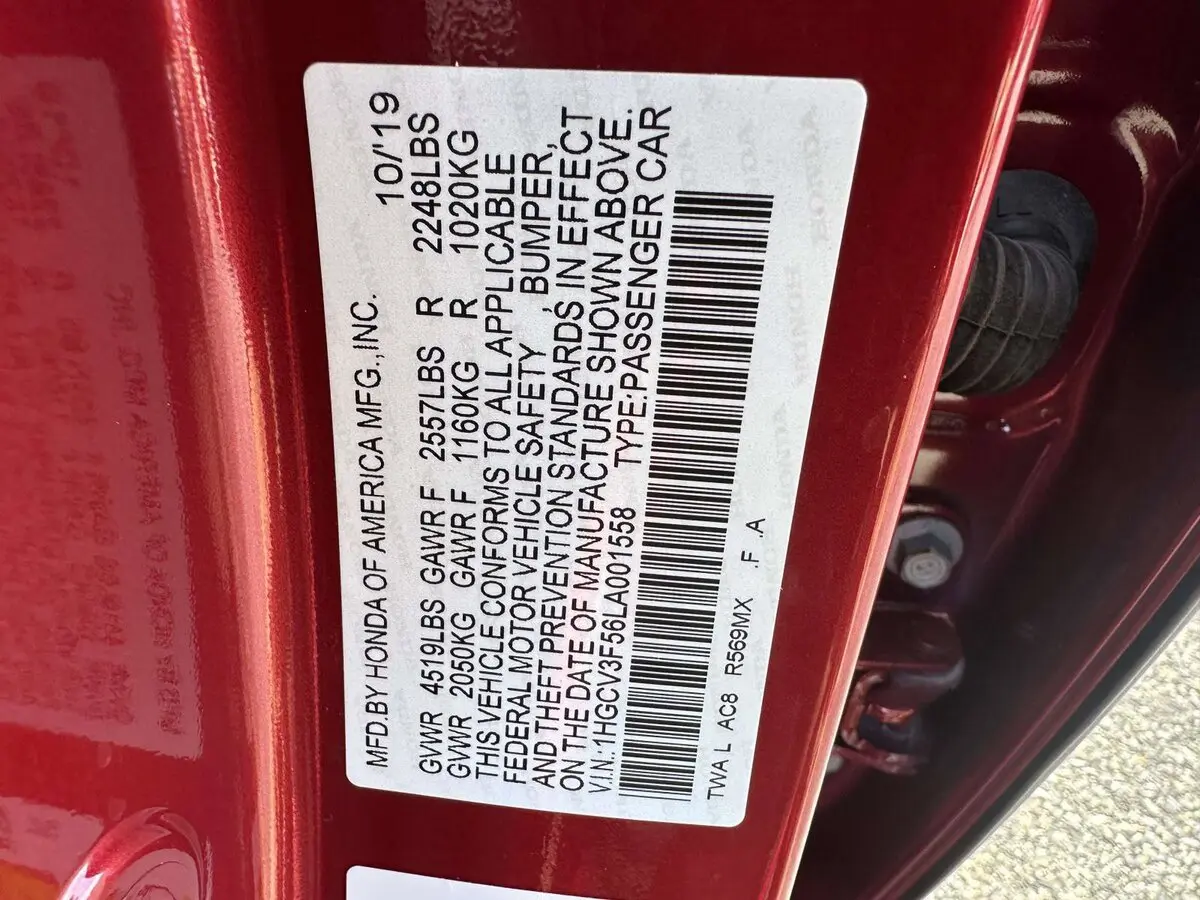 MFD.BY HONDA OF AMERICA MFG.,INC. 10/'19
GVWR 4519LBS GAWR F 2557LBS R 2248LBS
GVWR 2050KG GAWR F 1160KG R 1020KG
THIS VEHICLE CONFORMS TO ALL APPLICABLE
FEDERAL MOTOR VEHICLE SAFETY , BUMPER,
AND THEFT PREVENTION STANDARDS IN EFFECT
ON THE DATE OF MANUFACTURE SHOWN ABOVE.
V.I.N.:1HGCV3F56LA001558 TYPE:PASSENGER CAR
TWA L AC8 R569MX .F .A